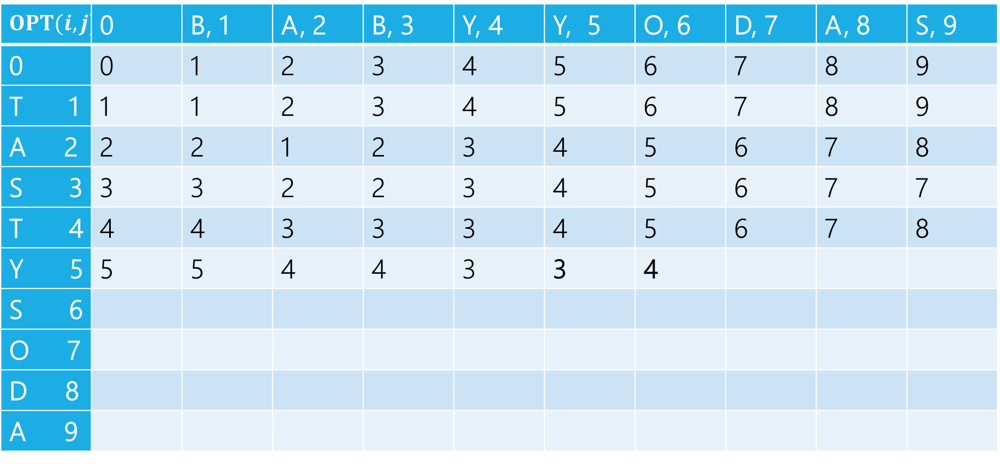 OPT(i,j) 0 B, 1 A, 2 B, 3 Y, 4 Y, 5 O, 6 D, 7 A, 8 S, 9
0 0 1 2 3 4 5 6 7 8 9
T 1 1 1 2 3 4 5 6 7 8 9
A 2 2 2 1 2 3 4 5 6 7 8
S 3 3 3 2 2 3 4 5 6 7 7
T 4 4 4 3 3 3 4 5 6 7 8
Y 5 5 5 4 4 3 3 4
S 6
O 7
D 8
A 9